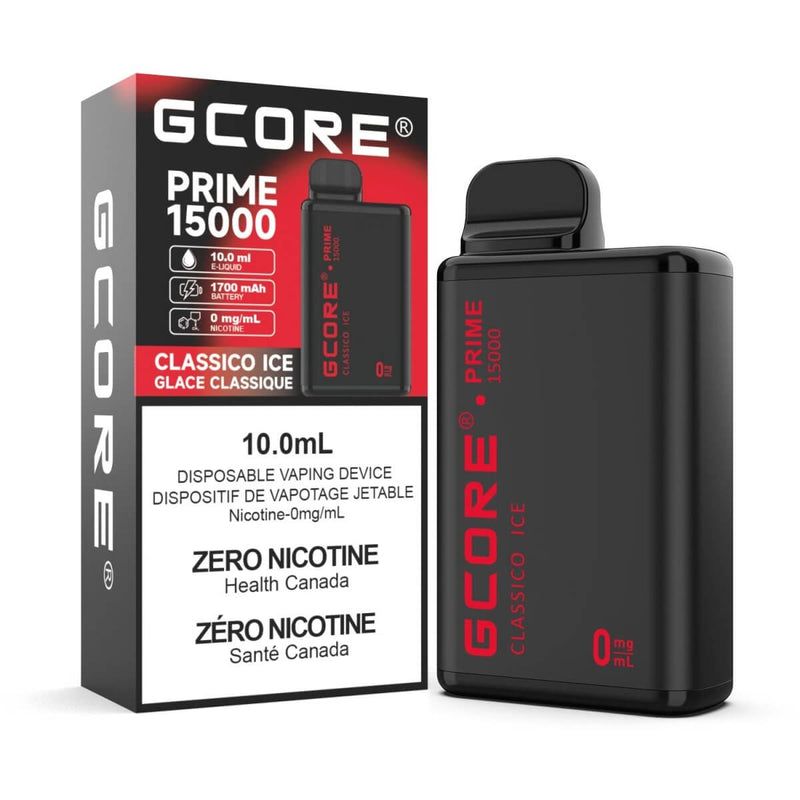 GCORE®
PRIME
15000
10.0 ml
E-LIQUID
1700 mAh
BATTERY
0 mg/mL
NICOTINE
CLASSICO ICE
GLACE CLASSIQUE
GCORE® • PRIME
15000
CLASSICO ICE
0 mg/mL
10.0mL
DISPOSABLE VAPING DEVICE
DISPOSITIF DE VAPOTAGE JETABLE
Nicotine-0mg/mL
ZERO NICOTINE
Health Canada
ZÉRO NICOTINE
Santé Canada
GCORE®
GCORE® • PRIME
15000
CLASSICO ICE
0 mg/mL